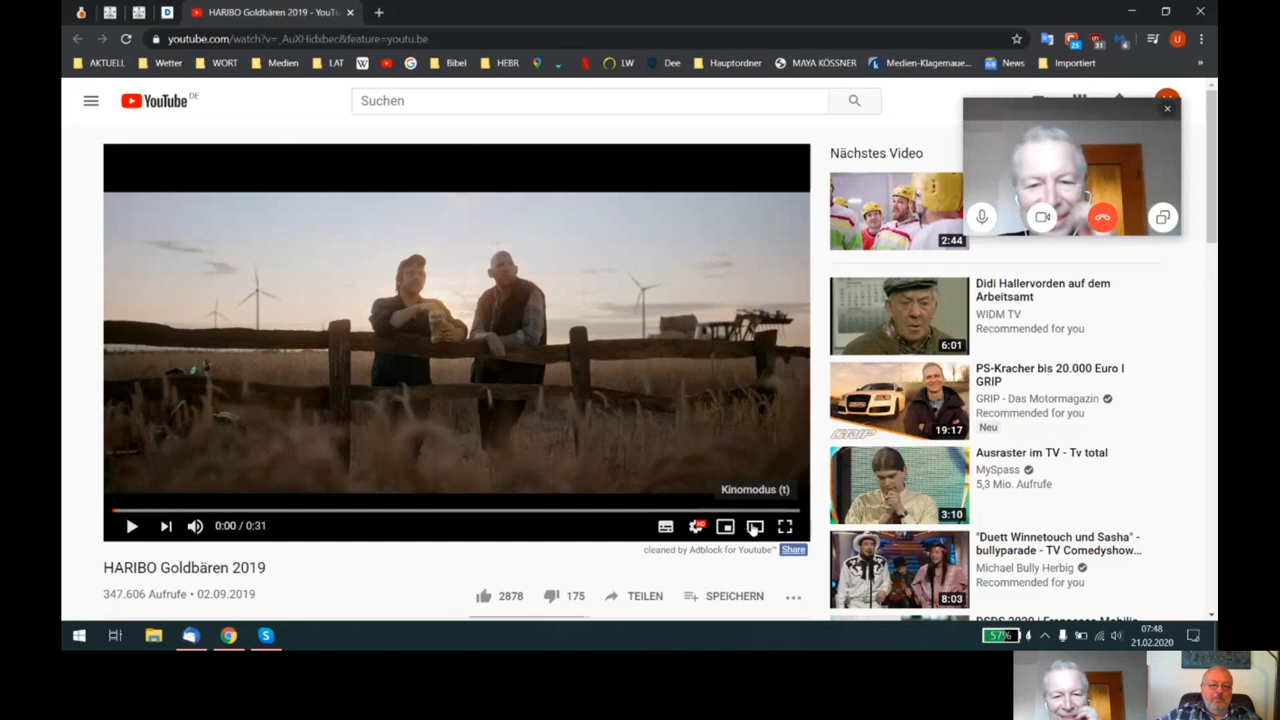 HARIBO Goldbären 2019 - YouTu
youtube.com/watch?v=_AuXHidxbec&feature=youtu.be
AKTUELL Wetter WORT Medien LAT Bibel HEBR LW Dee Hauptordner MAYA KÖSSNER Medien-Klagemaue... News Importiert »
YouTube DE
Suchen
Nächstes Video
2:44
Didi Hallervorden auf dem
Arbeitsamt
WIDM TV
Recommended for you
6:01
PS-Kracher bis 20.000 Euro I
GRIP
GRIP - Das Motormagazin
Recommended for you
Neu
19:17
GRIP
Ausraster im TV - Tv total
MySpass
5,3 Mio. Aufrufe
3:10
"Duett Winnetouch und Sasha" -
bullyparade - TV Comedyshow...
Michael Bully Herbig
Recommended for you
8:03
Kinomodus (t)
0:00 / 0:31
HD
cleaned by Adblock for Youtube™ Share
HARIBO Goldbären 2019
347.606 Aufrufe • 02.09.2019
2878 175 TEILEN SPEICHERN
57%
07:48
21.02.2020